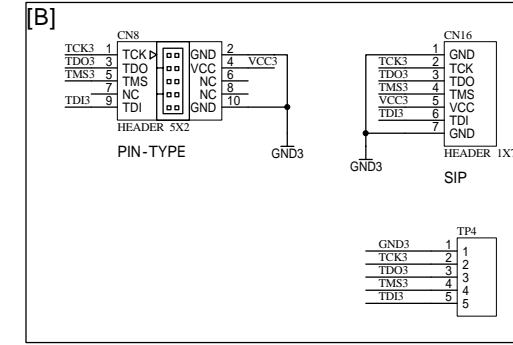 [B]
CN8
TCK3 1 TCK GND 2
TDO3 3 TDO VCC 4 VCC3
TMS3 5 TMS NC 6
7 NC NC 8
TDI3 9 TDI GND 10
HEADER 5X2
PIN-TYPE
GND3
CN16
1 GND
TCK3 2 TCK
TDO3 3 TDO
TMS3 4 TMS
VCC3 5 VCC
TDI3 6 TDI
7 GND
HEADER 1X7
GND3
SIP
TP4
GND3 1 1
TCK3 2 2
TDO3 3 3
TMS3 4 4
TDI3 5 5